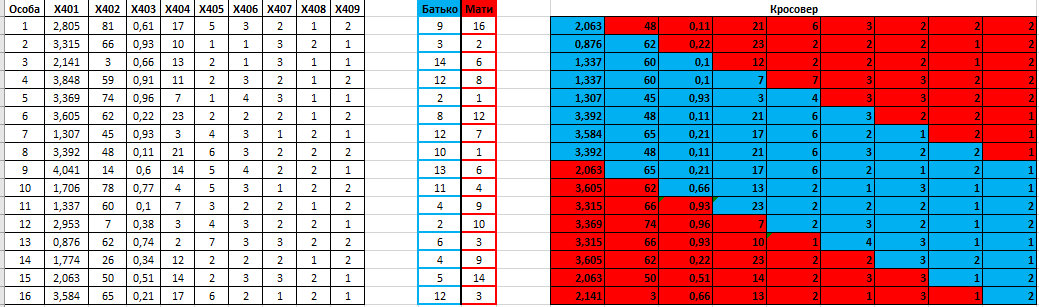 Особа X401 X402 X403 X404 X405 X406 X407 X408 X409 Батько Мати Кросовер
1 2,805 81 0,61 17 5 3 2 1 2 9 16 2,063 48 0,11 21 6 3 2 2 2
2 3,315 66 0,93 10 1 1 3 2 1 3 2 0,876 62 0,22 23 2 2 2 1 2
3 2,141 3 0,66 13 2 1 3 1 1 14 6 1,337 60 0,1 12 2 2 2 1 2
4 3,848 59 0,91 11 2 3 2 1 2 12 8 1,337 60 0,1 7 7 3 3 2 2
5 3,369 74 0,96 7 1 4 3 1 1 2 1 1,307 45 0,93 3 4 3 3 2 2
6 3,605 62 0,22 23 2 2 2 1 2 8 12 3,392 48 0,11 21 6 3 2 2 1
7 1,307 45 0,93 3 4 3 1 2 1 12 7 3,584 65 0,21 17 6 2 1 2 1
8 3,392 48 0,11 21 6 3 2 2 2 10 1 3,392 48 0,11 21 6 3 2 2 1
9 4,041 14 0,6 14 5 4 2 2 1 13 6 2,063 65 0,21 17 6 2 1 2 1
10 1,706 78 0,77 4 5 3 1 2 2 11 4 3,605 62 0,66 13 2 1 3 1 1
11 1,337 60 0,1 7 3 2 2 1 2 4 9 3,315 66 0,93 23 2 2 2 1 2
12 2,953 7 0,38 3 4 3 2 2 1 2 10 3,369 74 0,96 7 2 3 2 1 2
13 0,876 62 0,74 2 7 3 3 2 2 6 3 3,315 66 0,93 10 1 4 3 1 1
14 1,774 26 0,34 12 2 2 2 1 2 4 9 3,605 62 0,22 23 2 2 3 2 1
15 2,063 50 0,51 14 2 3 3 2 1 5 14 2,063 50 0,51 14 2 3 3 1 2
16 3,584 65 0,21 17 6 2 1 2 1 12 3 2,141 3 0,66 13 2 1 3 1 2